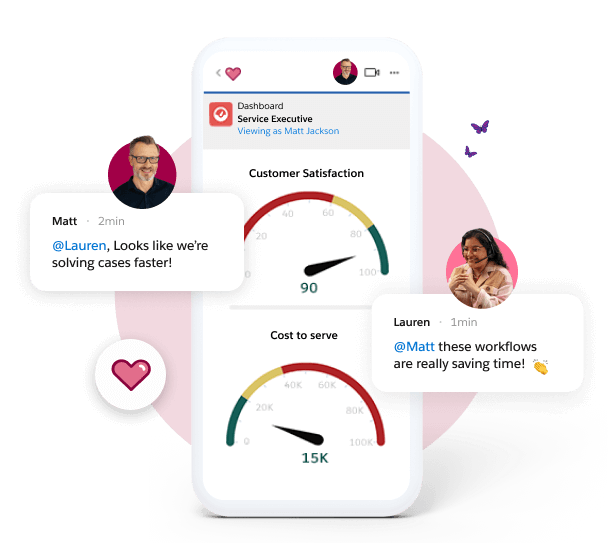 Dashboard
Service Executive
Viewing as Matt Jackson
Customer Satisfaction
20
40
60
80
100
90
Matt · 2min
@Lauren, Looks like we're
solving cases faster!
Lauren · 1min
@Matt these workflows
are really saving time! 👏
Cost to serve
0
20K
40K
60K
80K
100K
15K